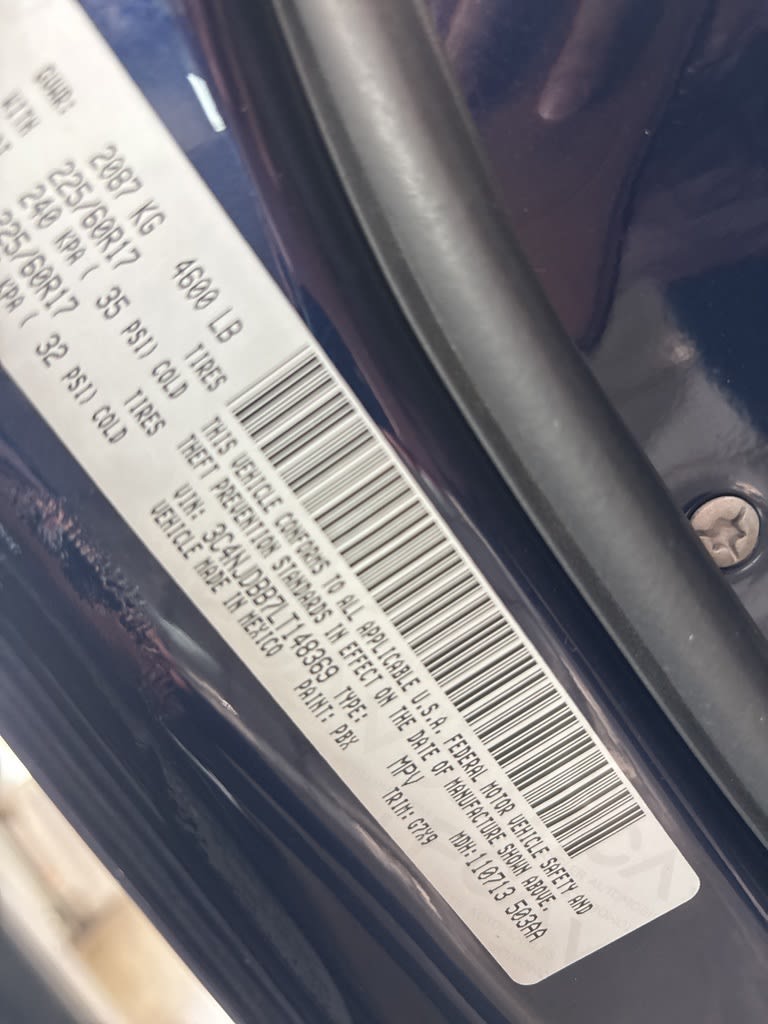 GVWR: 2087 KG 4600 LB
WITH 225/60R17 TIRES
240 KPA ( 35 PSI) COLD
225/60R17 TIRES
KPA ( 32 PSI) COLD
THIS VEHICLE CONFORMS TO ALL APPLICABLE U.S.A. FEDERAL MOTOR VEHICLE SAFETY AND
THEFT PREVENTION STANDARDS IN EFFECT ON THE DATE OF MANUFACTURE SHOWN ABOVE.
VIN: 3C4NJDBB7LT148369 TYPE: MPV MDH: 110713 503AA
VEHICLE MADE IN MEXICO PAINT: PBX TRIM: G7X9